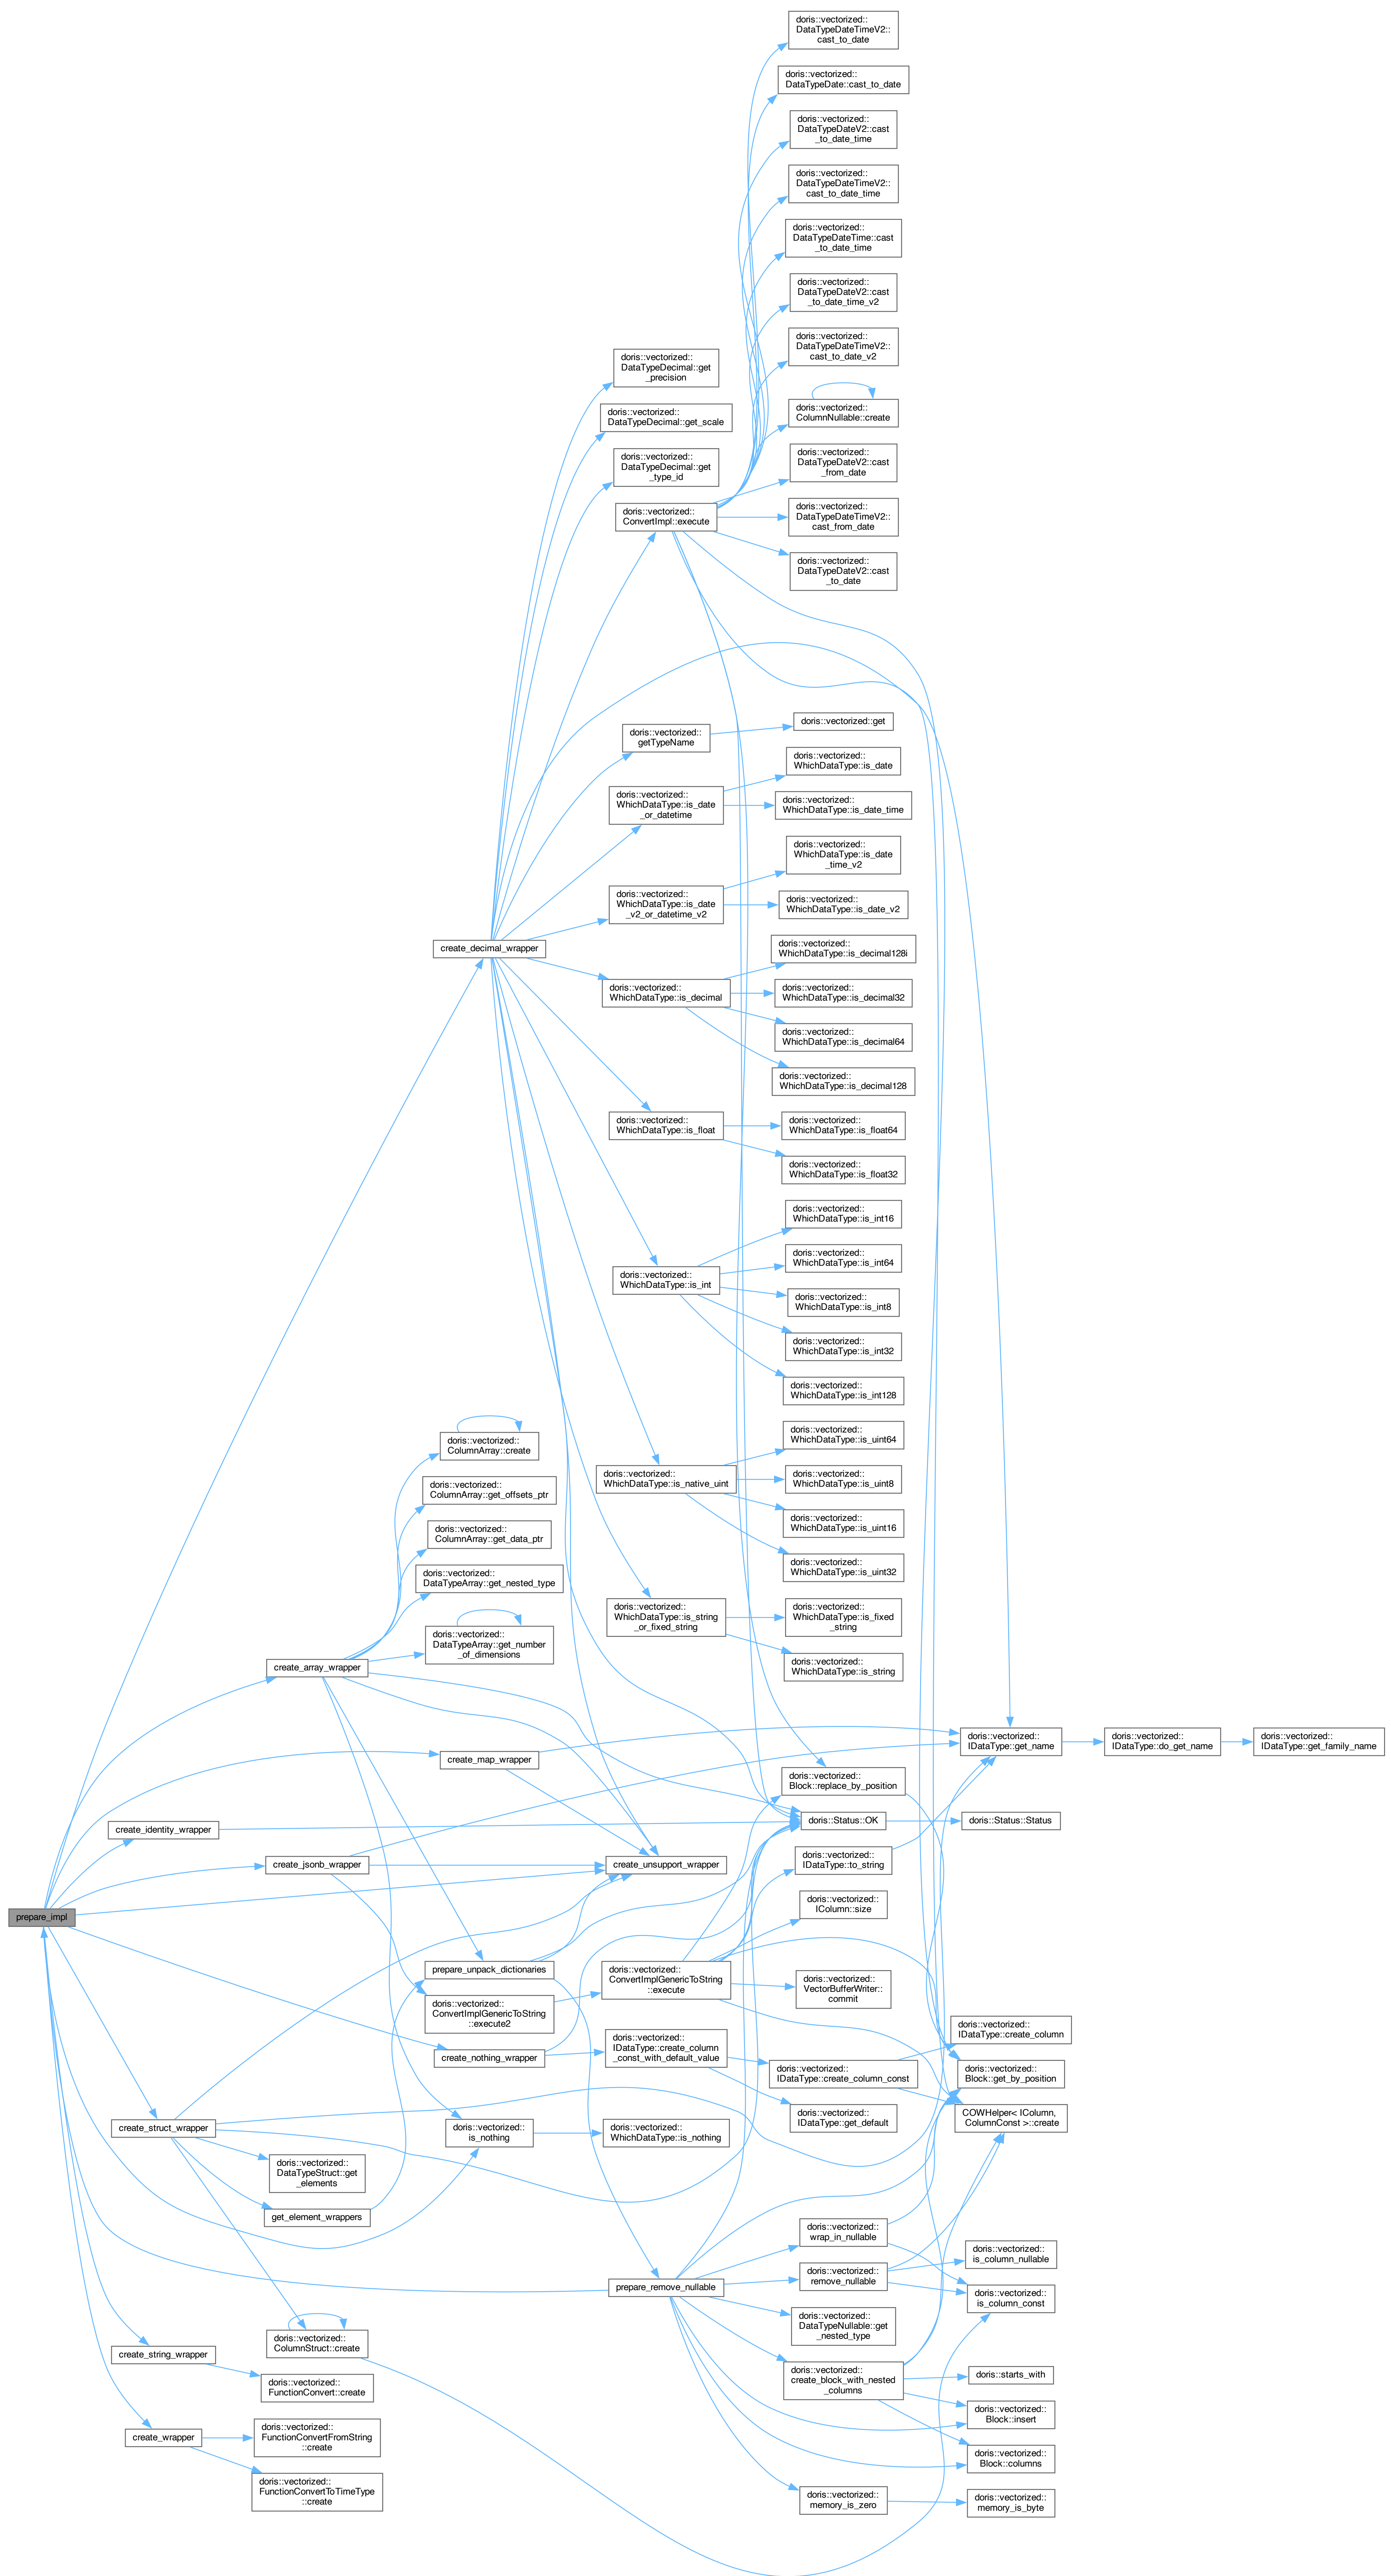 doris::vectorized::
DataTypeDateTimeV2::
cast_to_date
doris::vectorized::
DataTypeDate::cast_to_date
doris::vectorized::
DataTypeDateV2::cast
_to_date_time
doris::vectorized::
DataTypeDateTimeV2::
cast_to_date_time
doris::vectorized::
DataTypeDateTime::cast
_to_date_time
doris::vectorized::
DataTypeDateV2::cast
_to_date_time_v2
doris::vectorized::
DataTypeDateTimeV2::
cast_to_date_v2
doris::vectorized::
DataTypeDecimal::get
_precision
doris::vectorized::
ColumnNullable::create
doris::vectorized::
DataTypeDecimal::get_scale
doris::vectorized::
DataTypeDateV2::cast
_from_date
doris::vectorized::
DataTypeDecimal::get
_type_id
doris::vectorized::
ConvertImpl::execute
doris::vectorized::
DataTypeDateTimeV2::
cast_from_date
doris::vectorized::
DataTypeDateV2::cast
_to_date
doris::vectorized::get
doris::vectorized::
getTypeName
doris::vectorized::
WhichDataType::is_date
doris::vectorized::
WhichDataType::is_date
_or_datetime
doris::vectorized::
WhichDataType::is_date_time
doris::vectorized::
WhichDataType::is_date
_time_v2
doris::vectorized::
WhichDataType::is_date
_v2_or_datetime_v2
doris::vectorized::
WhichDataType::is_date_v2
create_decimal_wrapper
doris::vectorized::
WhichDataType::is_decimal128i
doris::vectorized::
WhichDataType::is_decimal
doris::vectorized::
WhichDataType::is_decimal32
doris::vectorized::
WhichDataType::is_decimal64
doris::vectorized::
WhichDataType::is_decimal128
doris::vectorized::
WhichDataType::is_float
doris::vectorized::
WhichDataType::is_float64
doris::vectorized::
WhichDataType::is_float32
doris::vectorized::
WhichDataType::is_int16
doris::vectorized::
WhichDataType::is_int64
doris::vectorized::
WhichDataType::is_int
doris::vectorized::
WhichDataType::is_int8
doris::vectorized::
WhichDataType::is_int32
doris::vectorized::
WhichDataType::is_int128
doris::vectorized::
ColumnArray::create
doris::vectorized::
WhichDataType::is_uint64
doris::vectorized::
ColumnArray::get_offsets_ptr
doris::vectorized::
WhichDataType::is_native_uint
doris::vectorized::
WhichDataType::is_uint8
doris::vectorized::
ColumnArray::get_data_ptr
doris::vectorized::
WhichDataType::is_uint16
doris::vectorized::
DataTypeArray::get_nested_type
doris::vectorized::
WhichDataType::is_uint32
doris::vectorized::
DataTypeArray::get_number
_of_dimensions
doris::vectorized::
WhichDataType::is_string
_or_fixed_string
doris::vectorized::
WhichDataType::is_fixed
_string
create_array_wrapper
doris::vectorized::
WhichDataType::is_string
doris::vectorized::
IDataType::get_name
doris::vectorized::
IDataType::do_get_name
doris::vectorized::
IDataType::get_family_name
create_map_wrapper
doris::vectorized::
Block::replace_by_position
create_identity_wrapper
doris::Status::OK
doris::Status::Status
create_jsonb_wrapper
create_unsupport_wrapper
doris::vectorized::
IDataType::to_string
prepare_impl
doris::vectorized::
IColumn::size
prepare_unpack_dictionaries
doris::vectorized::
ConvertImplGenericToString
::execute
doris::vectorized::
VectorBufferWriter::
commit
doris::vectorized::
ConvertImplGenericToString
::execute2
doris::vectorized::
IDataType::create_column
create_nothing_wrapper
doris::vectorized::
IDataType::create_column
_const_with_default_value
doris::vectorized::
IDataType::create_column_const
doris::vectorized::
Block::get_by_position
create_struct_wrapper
doris::vectorized::
is_nothing
doris::vectorized::
WhichDataType::is_nothing
doris::vectorized::
IDataType::get_default
COWHelper< IColumn,
ColumnConst >::create
doris::vectorized::
DataTypeStruct::get
_elements
get_element_wrappers
doris::vectorized::
wrap_in_nullable
doris::vectorized::
is_column_nullable
prepare_remove_nullable
doris::vectorized::
remove_nullable
doris::vectorized::
is_column_const
doris::vectorized::
ColumnStruct::create
doris::vectorized::
DataTypeNullable::get
_nested_type
create_string_wrapper
doris::vectorized::
create_block_with_nested
_columns
doris::starts_with
doris::vectorized::
FunctionConvert::create
doris::vectorized::
Block::insert
create_wrapper
doris::vectorized::
FunctionConvertFromString
::create
doris::vectorized::
Block::columns
doris::vectorized::
FunctionConvertToTimeType
::create
doris::vectorized::
memory_is_zero
doris::vectorized::
memory_is_byte